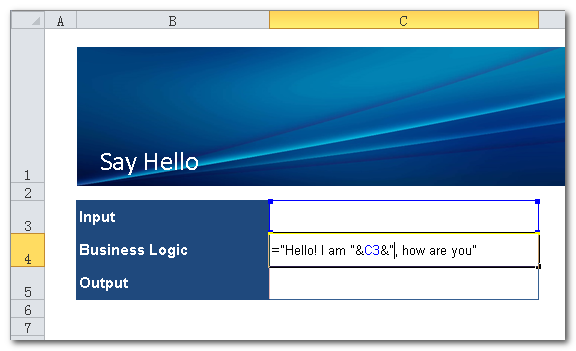 A B C
1 Say Hello
2
3 Input
4 Business Logic ="Hello! I am "&C3&", how are you"
5 Output
6
7